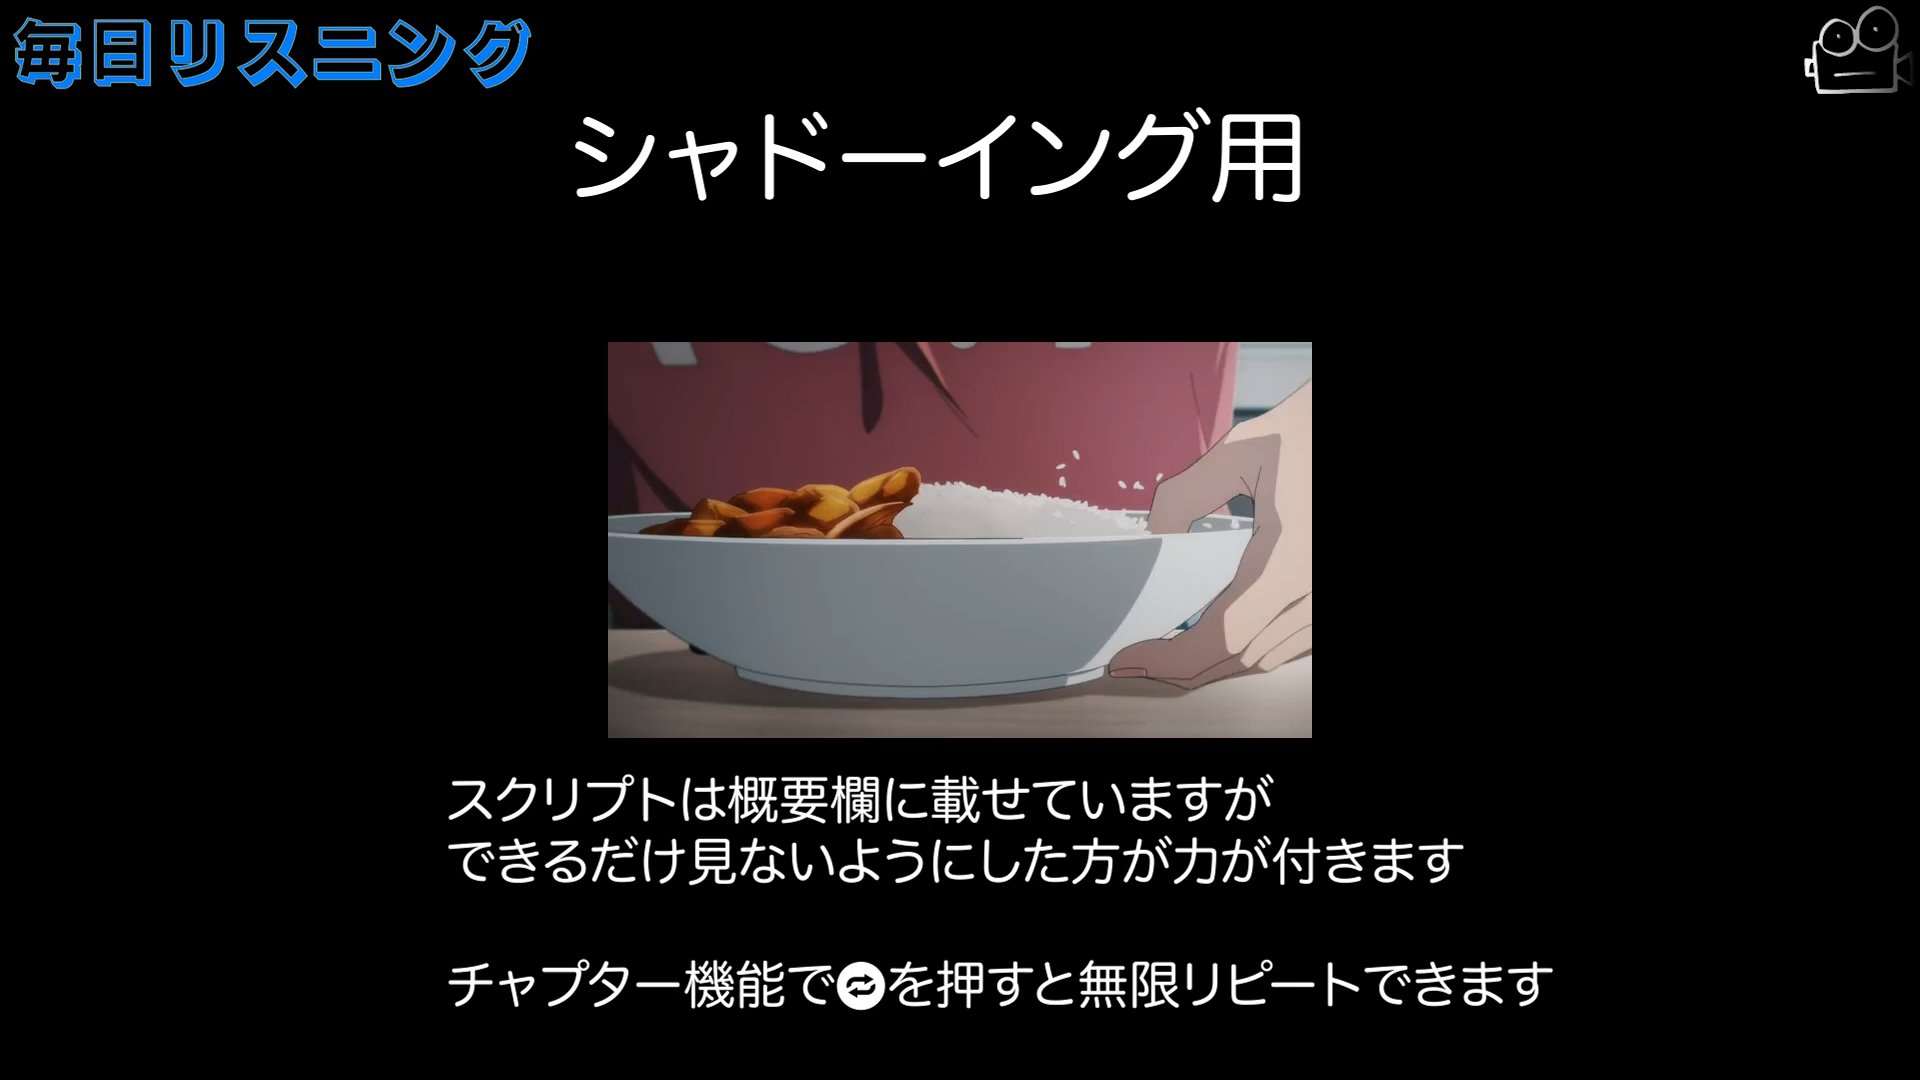 毎日リスニング
シャドーイング用
スクリプトは概要欄に載せていますが
できるだけ見ないようにした方が力が付きます
チャプター機能で🔁を押すと無限リピートできます